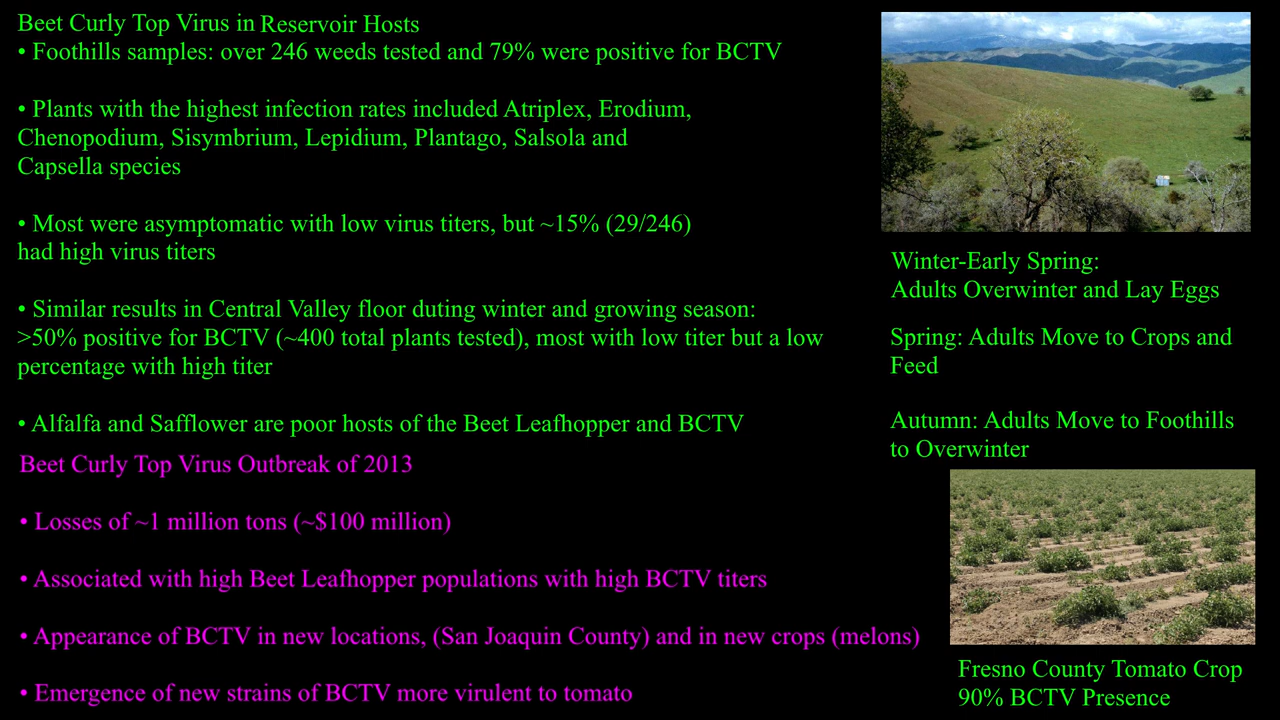 Beet Curly Top Virus in Reservoir Hosts
• Foothills samples: over 246 weeds tested and 79% were positive for BCTV
• Plants with the highest infection rates included Atriplex, Erodium,
Chenopodium, Sisymbrium, Lepidium, Plantago, Salsola and
Capsella species
• Most were asymptomatic with low virus titers, but ~15% (29/246)
had high virus titers
• Similar results in Central Valley floor duting winter and growing season:
>50% positive for BCTV (~400 total plants tested), most with low titer but a low
percentage with high titer
• Alfalfa and Safflower are poor hosts of the Beet Leafhopper and BCTV
Beet Curly Top Virus Outbreak of 2013
• Losses of ~1 million tons (~$100 million)
• Associated with high Beet Leafhopper populations with high BCTV titers
• Appearance of BCTV in new locations, (San Joaquin County) and in new crops (melons)
• Emergence of new strains of BCTV more virulent to tomato
Winter-Early Spring:
Adults Overwinter and Lay Eggs
Spring: Adults Move to Crops and
Feed
Autumn: Adults Move to Foothills
to Overwinter
Fresno County Tomato Crop
90% BCTV Presence